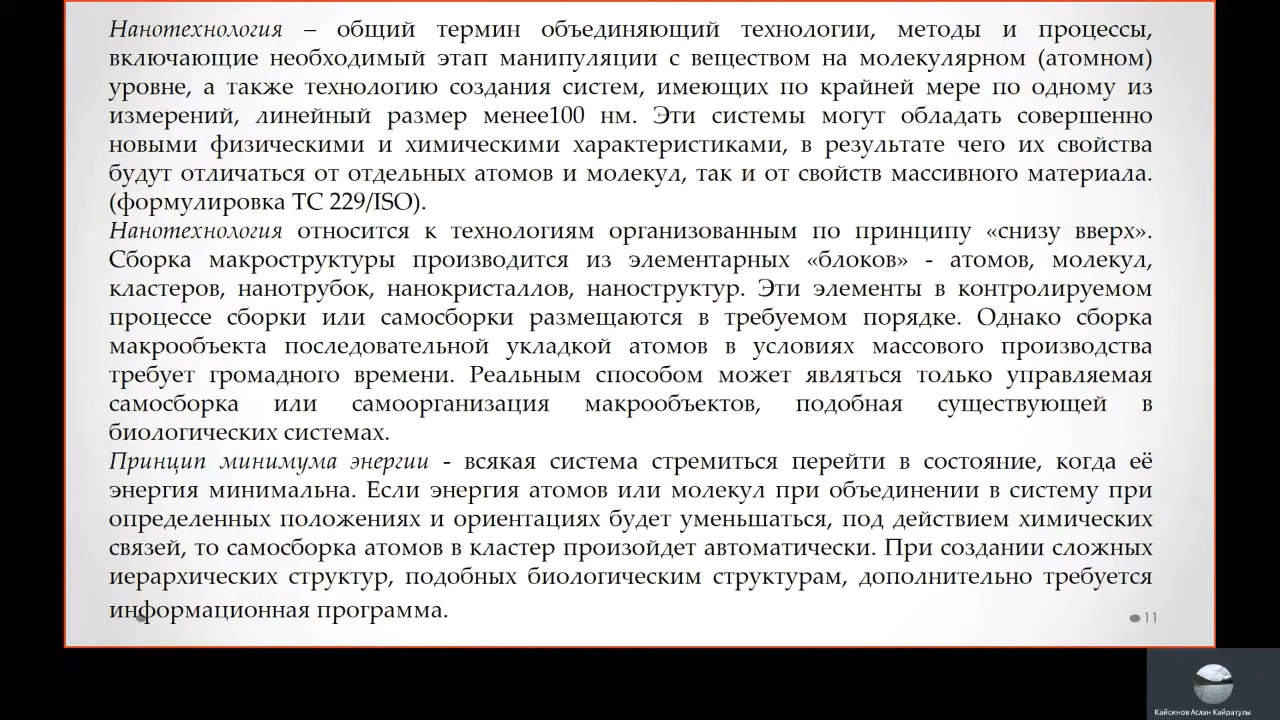 Нанотехнология – общий термин объединяющий технологии, методы и процессы,
включающие необходимый этап манипуляции с веществом на молекулярном (атомном)
уровне, а также технологию создания систем, имеющих по крайней мере по одному из
измерений, линейный размер менее100 нм. Эти системы могут обладать совершенно
новыми физическими и химическими характеристиками, в результате чего их свойства
будут отличаться от отдельных атомов и молекул, так и от свойств массивного материала.
(формулировка ТС 229/ISO).
Нанотехнология относится к технологиям организованным по принципу «снизу вверх».
Сборка макроструктуры производится из элементарных «блоков» - атомов, молекул,
кластеров, нанотрубок, нанокристаллов, наноструктур. Эти элементы в контролируемом
процессе сборки или самосборки размещаются в требуемом порядке. Однако сборка
макрообъекта последовательной укладкой атомов в условиях массового производства
требует громадного времени. Реальным способом может являться только управляемая
самосборка или самоорганизация макрообъектов, подобная существующей в
биологических системах.
Принцип минимума энергии - всякая система стремиться перейти в состояние, когда её
энергия минимальна. Если энергия атомов или молекул при объединении в систему при
определенных положениях и ориентациях будет уменьшаться, под действием химических
связей, то самосборка атомов в кластер произойдет автоматически. При создании сложных
иерархических структур, подобных биологическим структурам, дополнительно требуется
информационная программа.
11
Кайсинов Аслан Кайратулы